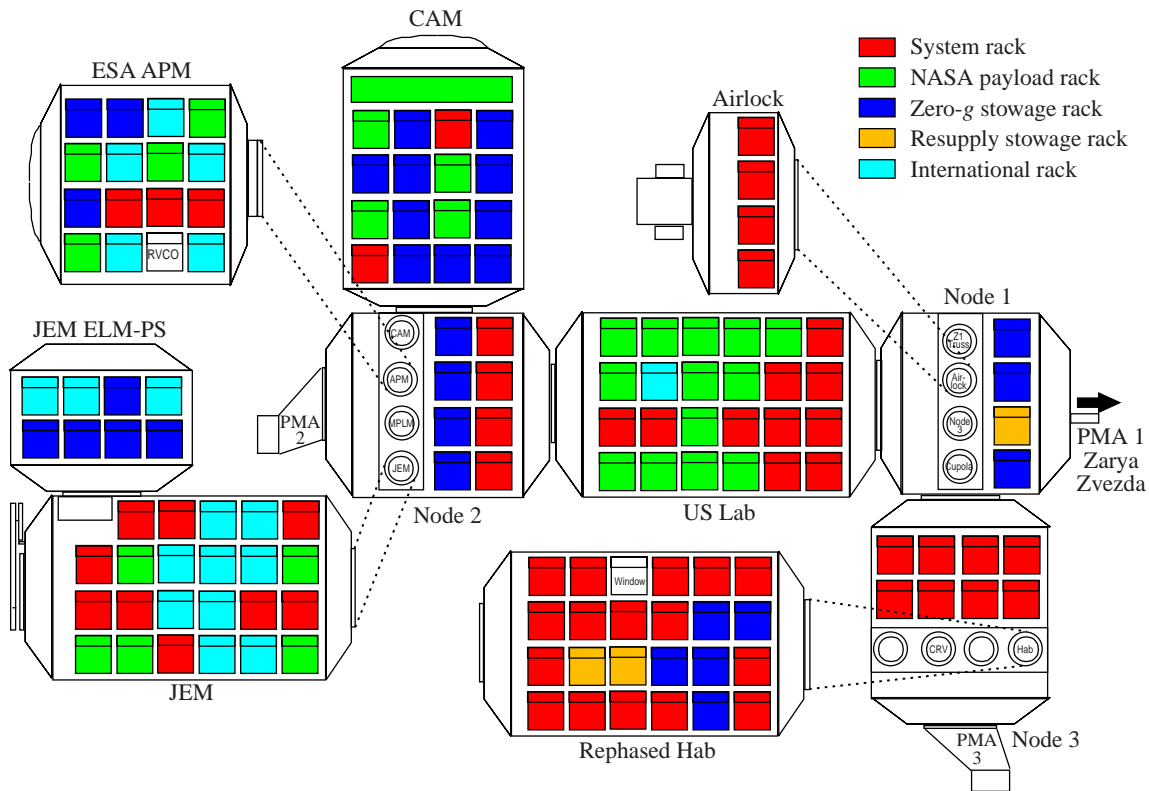 CAM
ESA APM
System rack
NASA payload rack
Zero-g stowage rack
Resupply stowage rack
International rack
Airlock
RVCO
JEM ELM-PS
Node 1
CAM
APM
MPLM
JEM
PMA
2
Z1
Truss
Air-
lock
Node
3
Cupola
PMA 1
Zarya
Zvezda
Node 2
US Lab
Window
CRV
Hab
JEM
Rephased Hab
PMA
3
Node 3